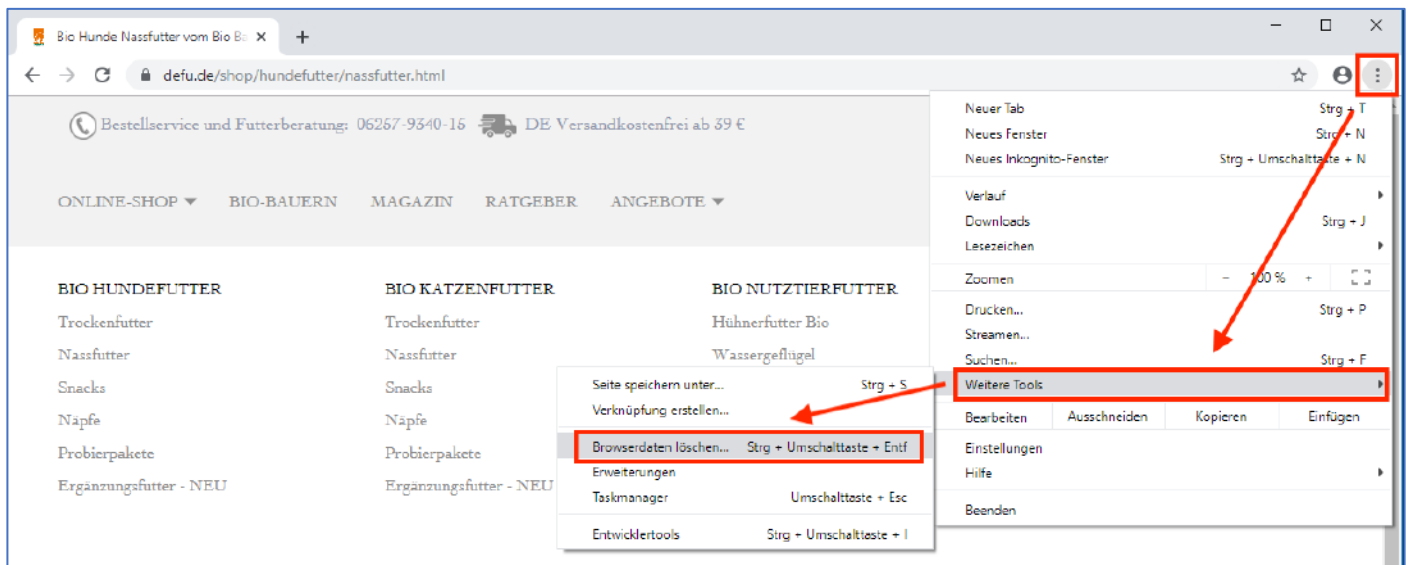 Bio Hunde Nassfutter vom Bio Ba
defu.de/shop/hundefutter/nassfutter.html
Bestellservice und Futterberatung: 06257-9340-15 DE Versandkostenfrei ab 39 €
ONLINE-SHOP BIO-BAUERN MAGAZIN RATGEBER ANGEBOTE
BIO HUNDEFUTTER
Trockenfutter
Nassfutter
Snacks
Näpfe
Probierpakete
Ergänzungsfutter - NEU
BIO KATZENFUTTER
Trockenfutter
Nassfutter
Snacks
Näpfe
Probierpakete
Ergänzungsfutter - NEU
BIO NUTZTIERFUTTER
Hühnerfutter Bio
Wassergeflügel
Neuer Tab Strg + T
Neues Fenster Strg + N
Neues Inkognito-Fenster Strg + Umschalttaste + N
Verlauf
Downloads Strg + J
Lesezeichen
Zoomen - 100 % +
Drucken... Strg + P
Streamen...
Suchen... Strg + F
Weitere Tools
Bearbeiten Ausschneiden Kopieren Einfügen
Einstellungen
Hilfe
Beenden
Seite speichern unter... Strg + S
Verknüpfung erstellen...
Browserdaten löschen... Strg + Umschalttaste + Entf
Erweiterungen
Taskmanager Umschalttaste + Esc
Entwicklertools Strg + Umschalttaste + I